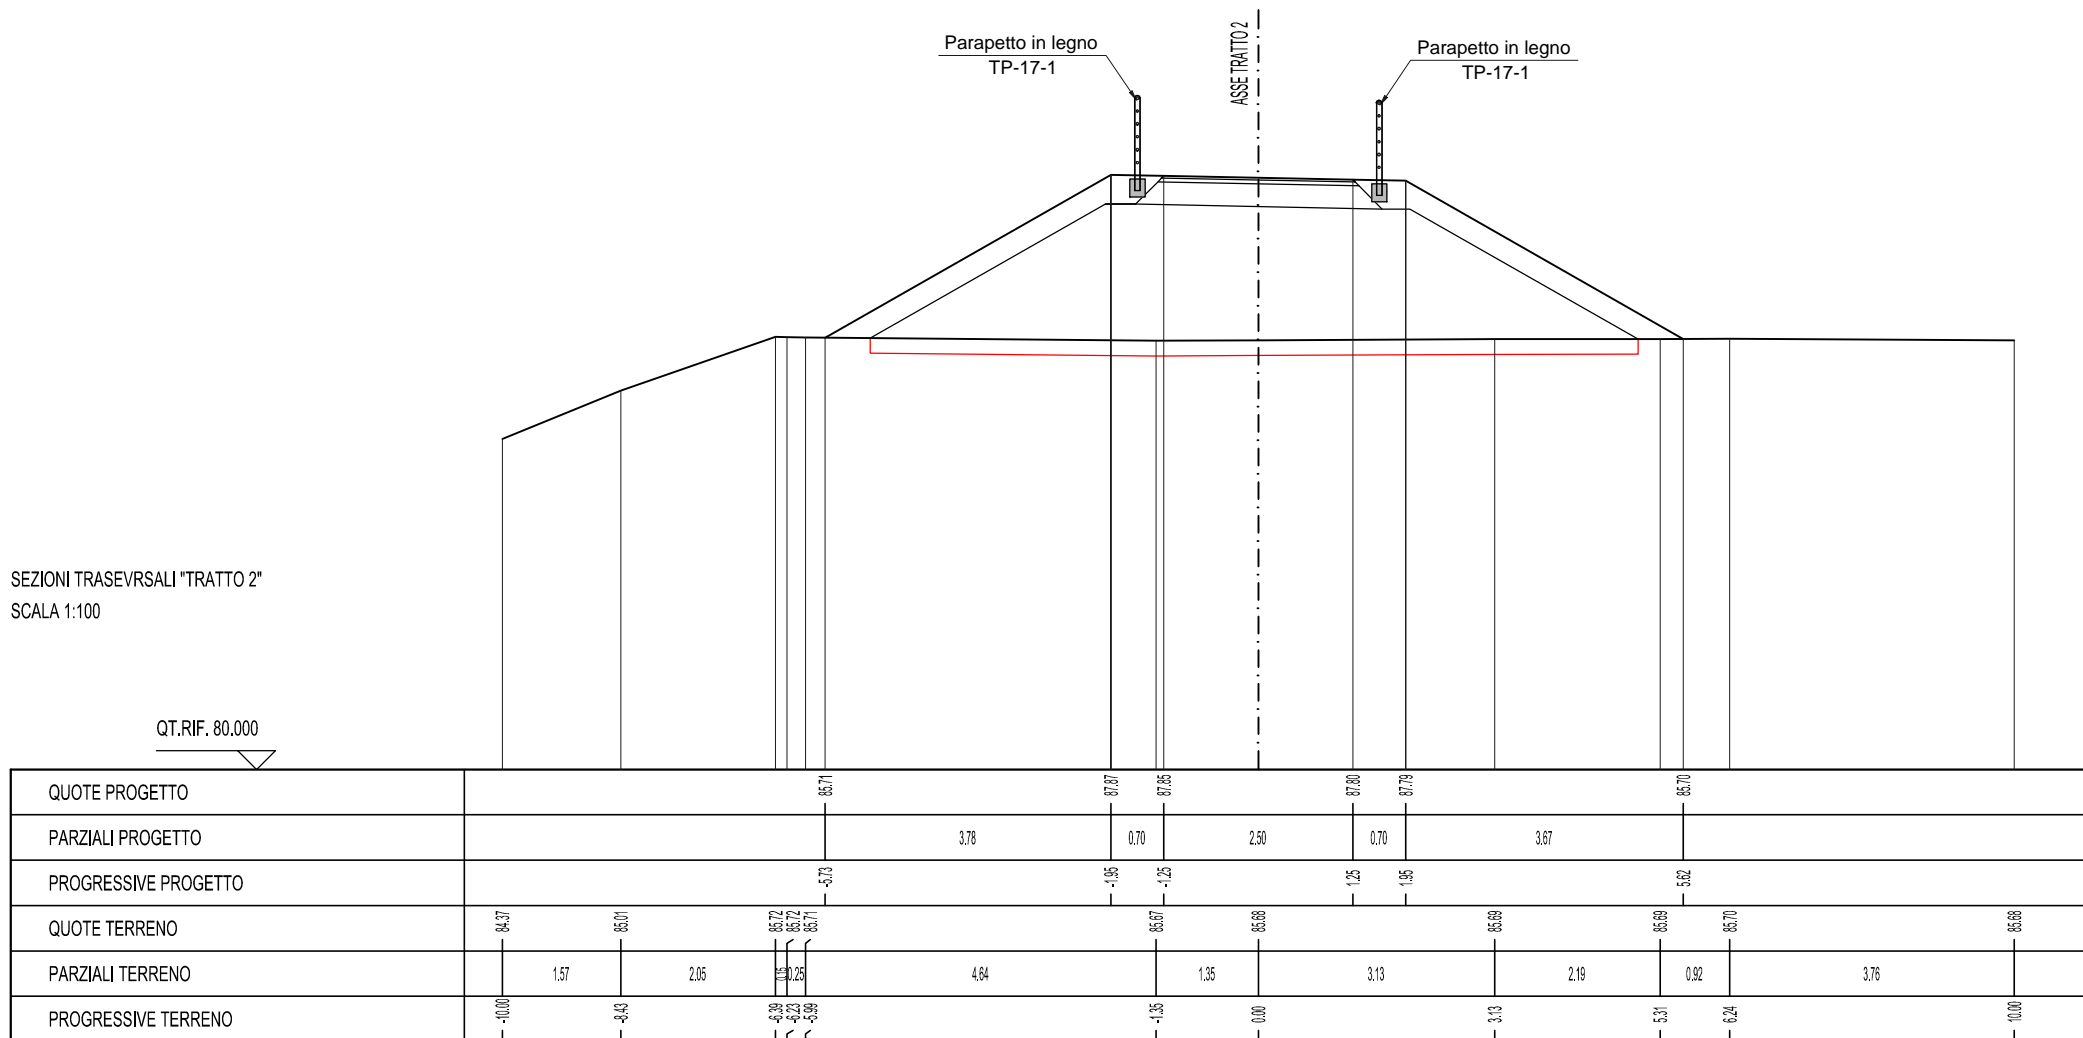 Parapetto in legno
TP-17-1
ASSE TRATTO 2
Parapetto in legno
TP-17-1
SEZIONI TRASEVRSALI "TRATTO 2"
SCALA 1:100
QT.RIF. 80.000
QUOTE PROGETTO 85.71 87.87 87.85 87.80 87.79 85.70
PARZIALI PROGETTO 3.78 0.70 2.50 0.70 3.67
PROGRESSIVE PROGETTO -5.73 -1.95 -1.25 1.25 1.95 5.62
QUOTE TERRENO 84.37 85.01 85.72 85.72 85.71 85.67 85.68 85.69 85.69 85.70 85.68
PARZIALI TERRENO 1.57 2.05 0.15 0.25 4.64 1.35 3.13 2.19 0.92 3.76
PROGRESSIVE TERRENO -10.00 -8.43 -6.39 -6.23 -5.99 -1.35 0.00 3.13 5.31 6.24 10.00